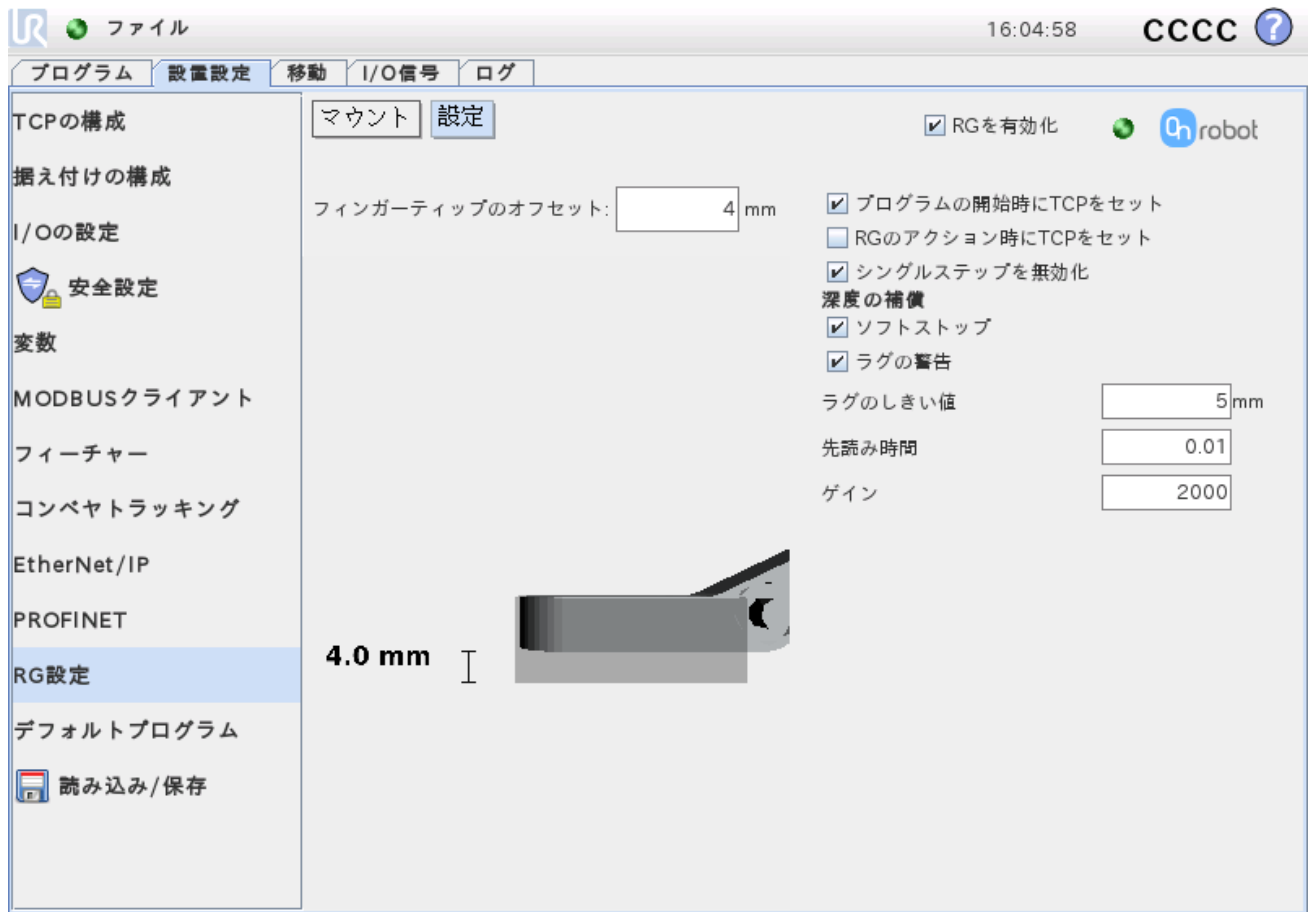 UR ファイル 16:04:58 CCCC ?
プログラム 設置設定 移動 I/O信号 ログ
TCPの構成
据え付けの構成
I/Oの設定
安全設定
変数
MODBUSクライアント
フィーチャー
コンベヤトラッキング
EtherNet/IP
PROFINET
RG設定
デフォルトプログラム
読み込み/保存
マウント 設定
RGを有効化
On robot
フィンガーティップのオフセット: 4 mm
プログラムの開始時にTCPをセット
RGのアクション時にTCPをセット
シングルステップを無効化
深度の補償
ソフトストップ
ラグの警告
ラグのしきい値 5 mm
先読み時間 0.01
ゲイン 2000
4.0 mm